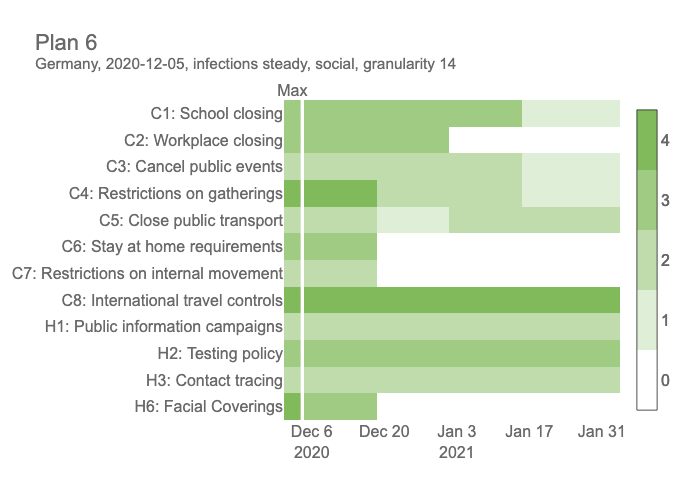 Plan 6
Germany, 2020-12-05, infections steady, social, granularity 14
Max
C1: School closing
C2: Workplace closing
C3: Cancel public events
C4: Restrictions on gatherings
C5: Close public transport
C6: Stay at home requirements
C7: Restrictions on internal movement
C8: International travel controls
H1: Public information campaigns
H2: Testing policy
H3: Contact tracing
H6: Facial Coverings
4
3
2
1
0
Dec 6 Dec 20 Jan 3 Jan 17 Jan 31
2020 2021